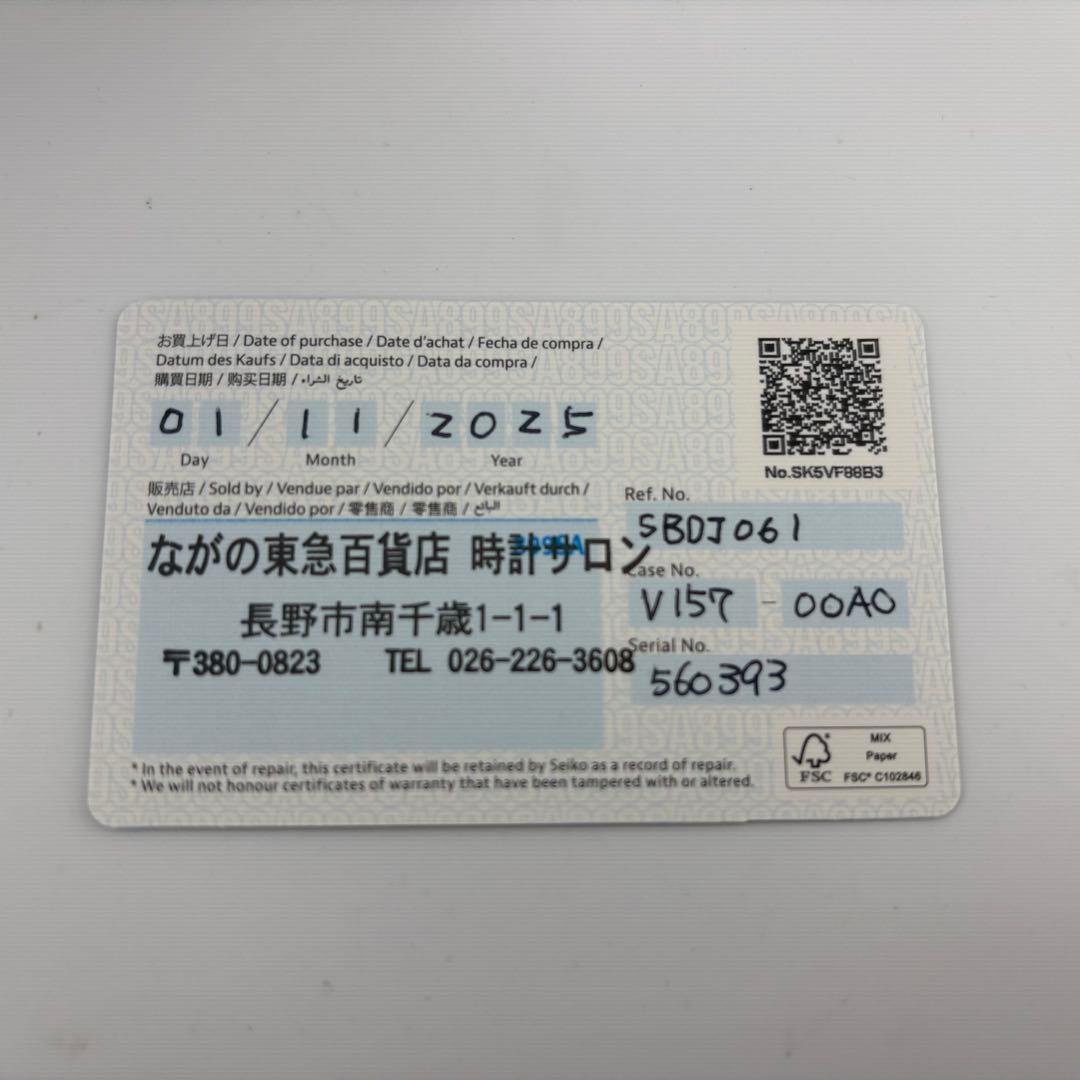 お買上げ日 / Date of purchase / Date d'achat / Fecha de compra /
Datum des Kaufs / Data di acquisto / Data da compra /
購買日期 / 购买日期 / تاريخ الشراء
01 / 11 / 2025
Day Month Year
No.SK5VF88B3
販売店 / Sold by / Vendue par / Vendido por / Verkauft durch /
Venduto da / Vendido por / 零售商 / 零售商 / البائع
ながの東急百貨店 時計サロン
長野市南千歳1-1-1
〒380-0823 TEL 026-226-3608
Ref. No.
SBDJ061
Case No.
V157 - 00A0
Serial No.
560393
* In the event of repair, this certificate will be retained by Seiko as a record of repair.
* We will not honour certificates of warranty that have been tampered with or altered.
FSC
MIX
Paper
FSC® C102846